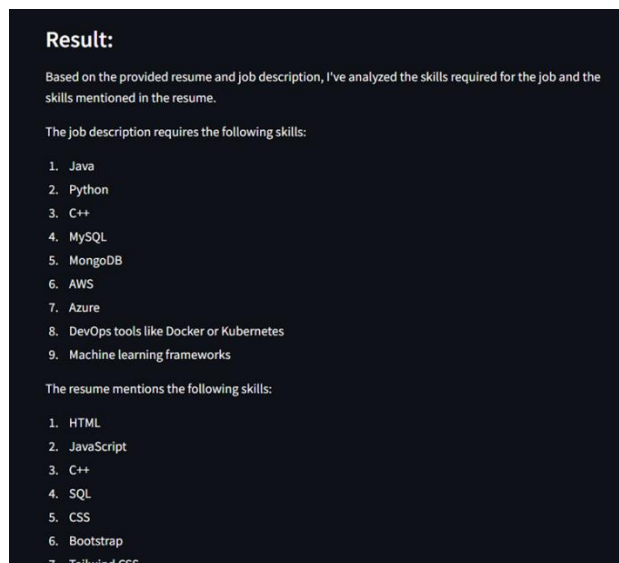 Result:
Based on the provided resume and job description, I've analyzed the skills required for the job and the
skills mentioned in the resume.
The job description requires the following skills:
1. Java
2. Python
3. C++
4. MySQL
5. MongoDB
6. AWS
7. Azure
8. DevOps tools like Docker or Kubernetes
9. Machine learning frameworks
The resume mentions the following skills:
1. HTML
2. JavaScript
3. C++
4. SQL
5. CSS
6. Bootstrap
7. Tailwind CSS